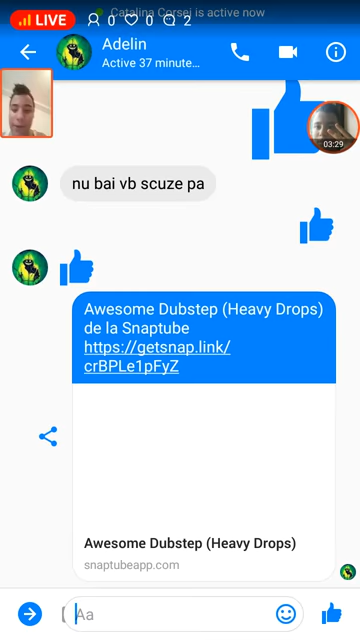 LIVE 0 0 2
Catalina Corsei is active now
Adelin
Active 37 minute...
03:29
nu bai vb scuze pa
Awesome Dubstep (Heavy Drops)
de la Snaptube
https://getsnap.link/
crBPLe1pFyZ
Awesome Dubstep (Heavy Drops)
snaptubeapp.com
Aa